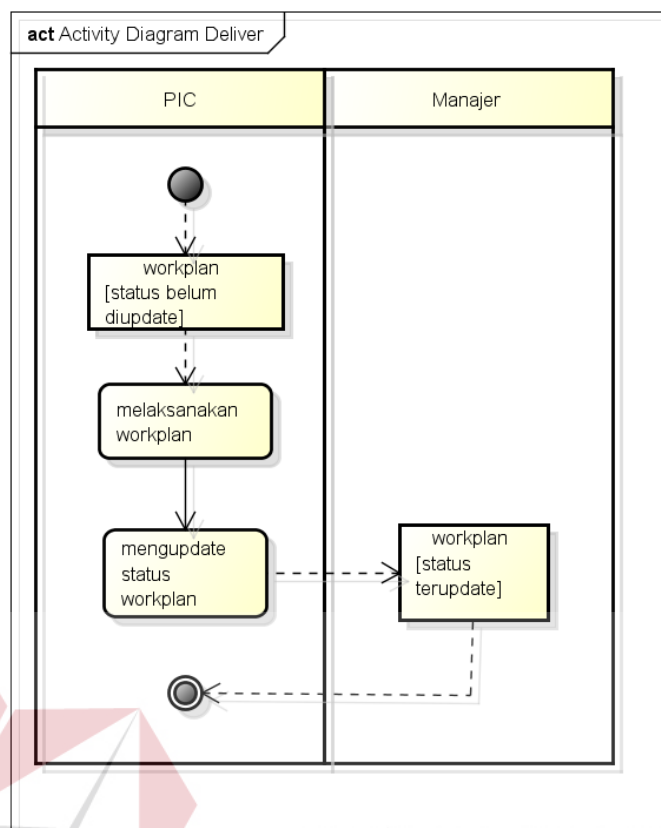 act Activity Diagram Deliver
PIC
Manajer
workplan
[status belum
diupdate]
melaksanakan
workplan
mengupdate
status
workplan
workplan
[status
terupdate]